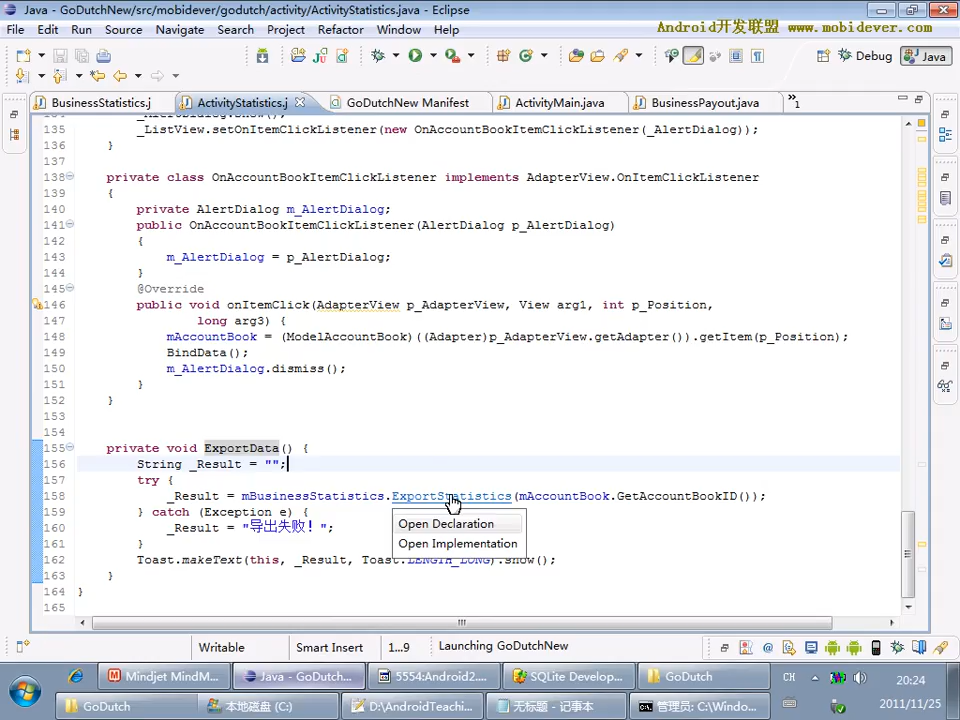 Java - GoDutchNew/src/mobidever/godutch/activity/ActivityStatistics.java - Eclipse
File Edit Run Source Navigate Search Project Refactor Window Help
Android开发联盟 www.mobidever.com
Debug Java
BusinessStatistics.j ActivityStatistics.j GoDutchNew Manifest ActivityMain.java BusinessPayout.java »1
135 _ListView.setOnItemClickListener(new OnAccountBookItemClickListener(_AlertDialog));
136 }
137
138 private class OnAccountBookItemClickListener implements AdapterView.OnItemClickListener
139 {
140 private AlertDialog m_AlertDialog;
141 public OnAccountBookItemClickListener(AlertDialog p_AlertDialog)
142 {
143 m_AlertDialog = p_AlertDialog;
144 }
145 @Override
146 public void onItemClick(AdapterView p_AdapterView, View arg1, int p_Position,
147 long arg3) {
148 mAccountBook = (ModelAccountBook)((Adapter)p_AdapterView.getAdapter()).getItem(p_Position);
149 BindData();
150 m_AlertDialog.dismiss();
151 }
152 }
153
154
155 private void ExportData() {
156 String _Result = "";
157 try {
158 _Result = mBusinessStatistics.ExportStatistics(mAccountBook.GetAccountBookID());
159 } catch (Exception e) {
160 _Result = "导出失败！";
161 }
162 Toast.makeText(this, _Result, Toast.LENGTH_LONG).show();
163 }
164 }
165
Open Declaration
Open Implementation
Writable Smart Insert 1...9 Launching GoDutchNew
Mindjet MindM... Java - GoDutch... 5554:Android2.... SQLite Develop... GoDutch CH
GoDutch 本地磁盘 (C:) D:\AndroidTeachi... 无标题 - 记事本 管理员: C:\Windo...
20:24
2011/11/25